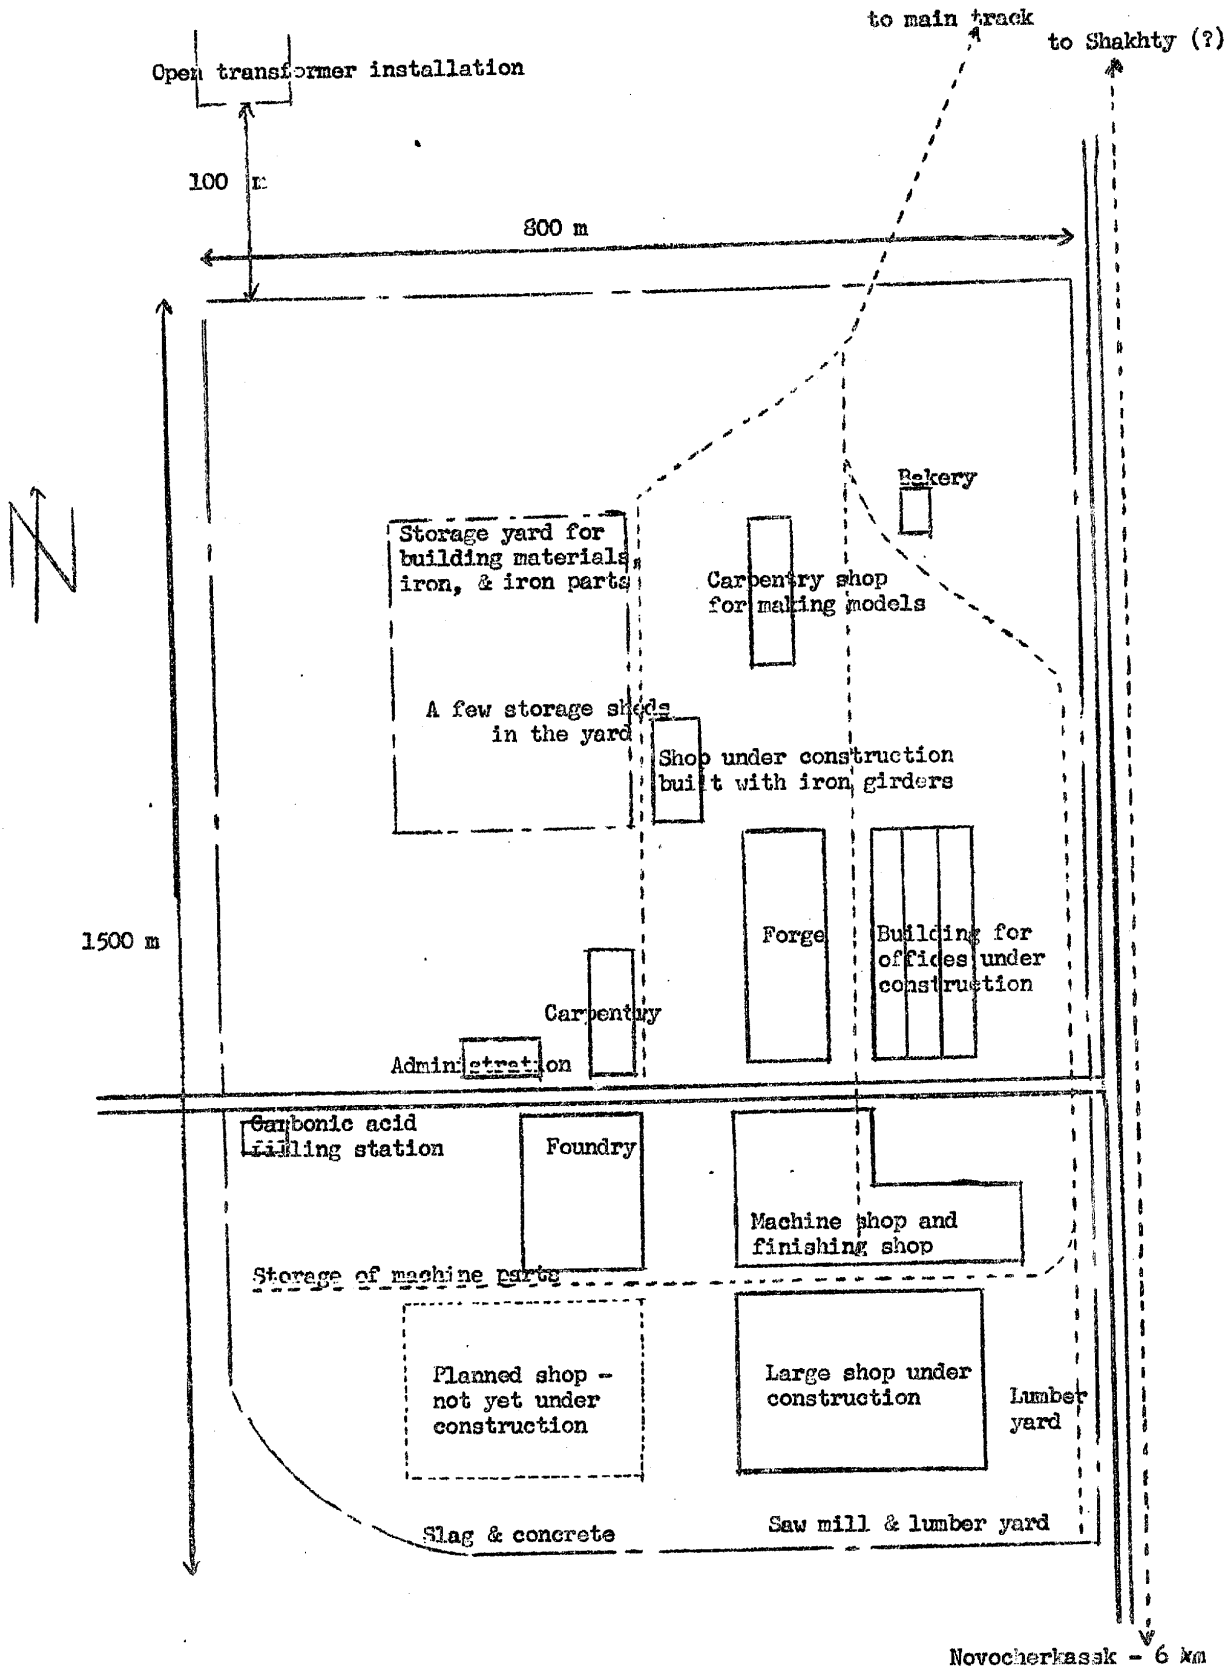 to main track
to Shakhty (?)
Open transformer installation
100 m
800 m
N
Bakery
Storage yard for
building materials,
iron, & iron parts
Carpentry shop
for making models
A few storage sheds
in the yard
Shop under construction
built with iron girders
1500 m
Forge
Building for
offices under
construction
Carpentry
Administration
Carbonic acid
filling station
Foundry
Machine shop and
finishing shop
Storage of machine parts
Planned shop -
not yet under
construction
Large shop under
construction
Lumber
yard
Slag & concrete
Saw mill & lumber yard
Novocherkassk - 6 km